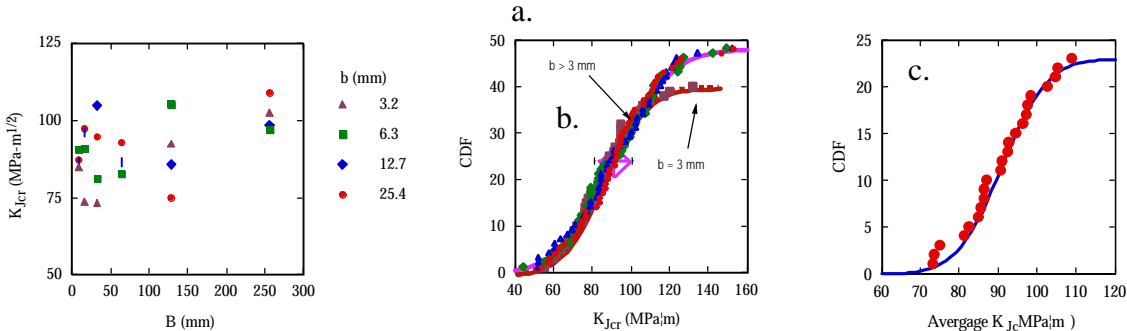 a.
125
100
75
50
K_Jcr (MPa-m^1/2)
0 50 100 150 200 250 300
B (mm)
b (mm)
3.2
6.3
12.7
25.4
50
40
30
20
10
0
CDF
b > 3 mm
b.
b = 3 mm
40 60 80 100 120 140 160
K_Jcr (MPa¦m)
c.
25
20
15
10
5
0
CDF
60 70 80 90 100 110 120
Avergage K_Jc MPa¦m )